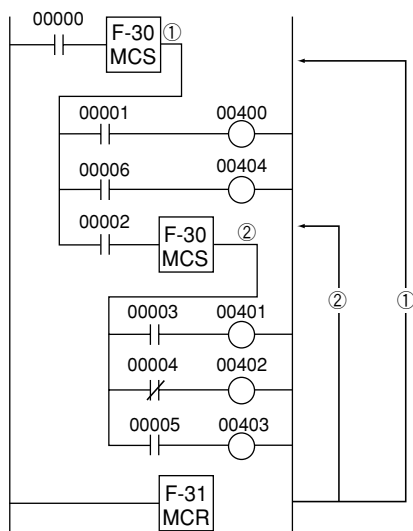 00000
F-30 ①
MCS
00001 00400
00006 00404
00002 F-30 ②
MCS
② ①
00003 00401
00004 00402
00005 00403
F-31
MCR